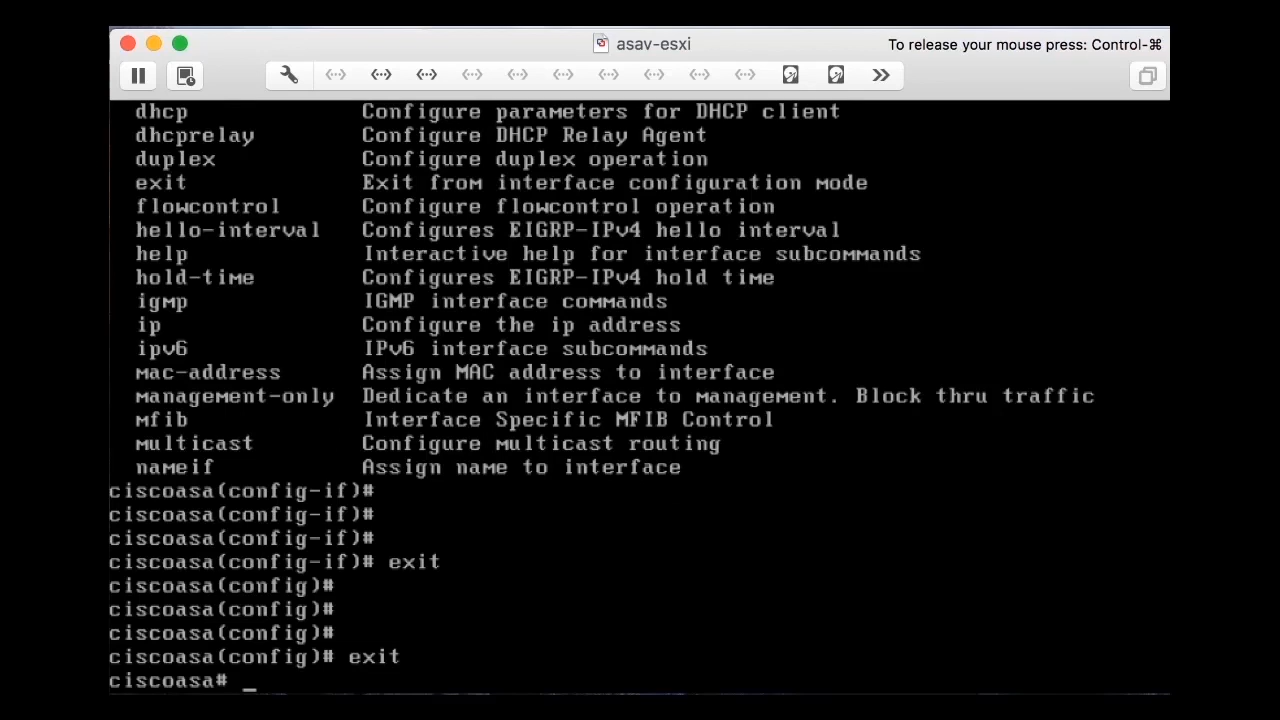 asav-esxi
To release your mouse press: Control-⌘
dhcp Configure parameters for DHCP client
dhcprelay Configure DHCP Relay Agent
duplex Configure duplex operation
exit Exit from interface configuration mode
flowcontrol Configure flowcontrol operation
hello-interval Configures EIGRP-IPv4 hello interval
help Interactive help for interface subcommands
hold-time Configures EIGRP-IPv4 hold time
igmp IGMP interface commands
ip Configure the ip address
ipv6 IPv6 interface subcommands
mac-address Assign MAC address to interface
management-only Dedicate an interface to management. Block thru traffic
mfib Interface Specific MFIB Control
multicast Configure multicast routing
nameif Assign name to interface
ciscoasa(config-if)#
ciscoasa(config-if)#
ciscoasa(config-if)#
ciscoasa(config-if)# exit
ciscoasa(config)#
ciscoasa(config)#
ciscoasa(config)#
ciscoasa(config)# exit
ciscoasa# _